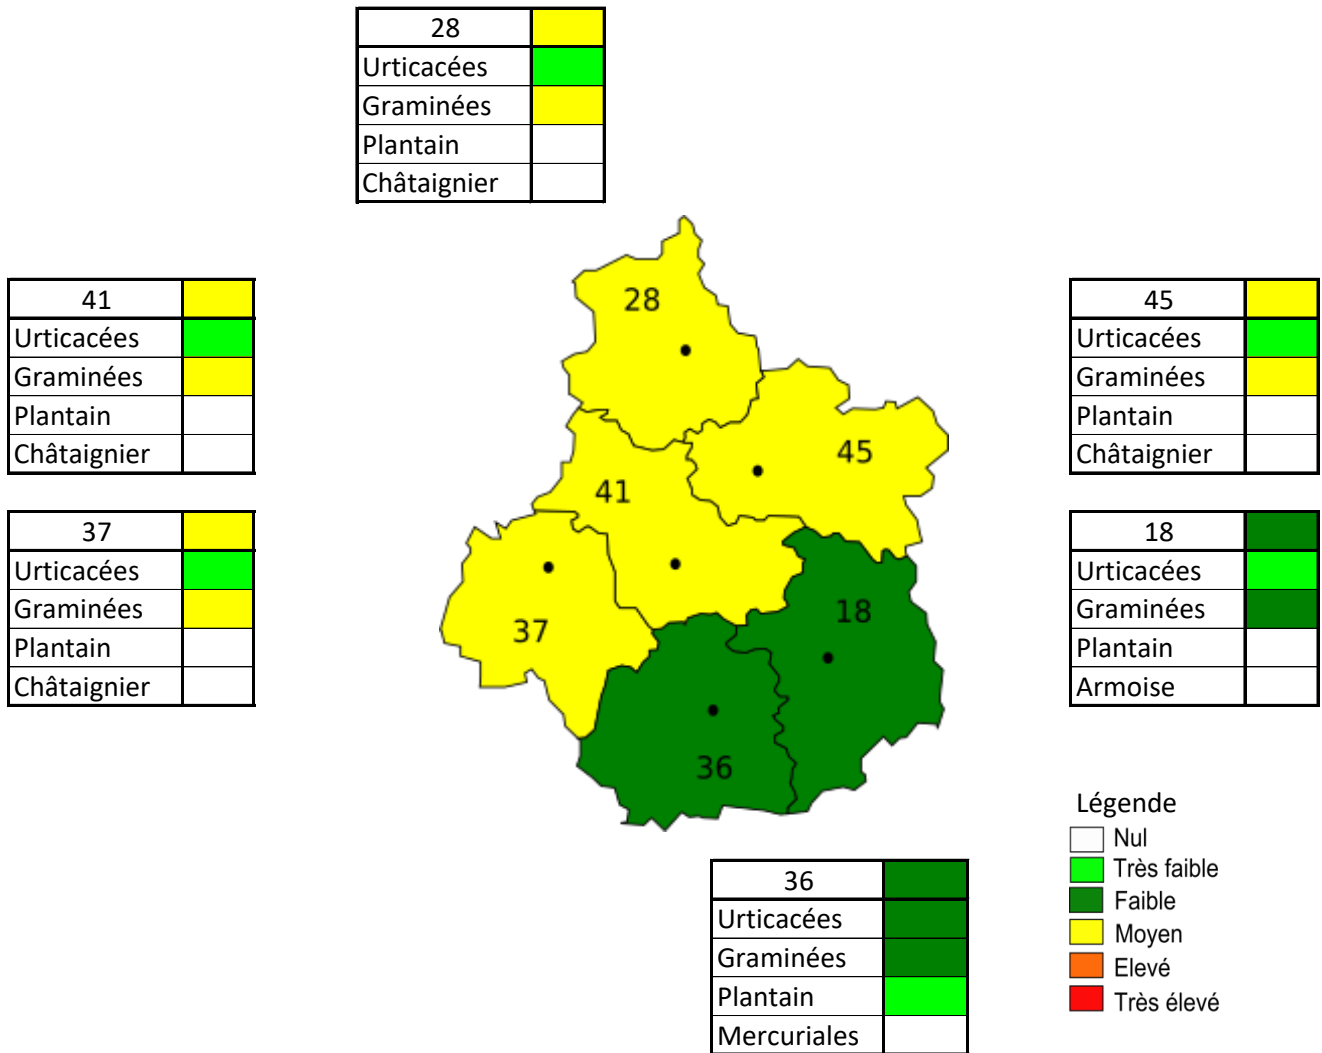 28
Urticacées
Graminées
Plantain
Châtaignier
41
Urticacées
Graminées
Plantain
Châtaignier
37
Urticacées
Graminées
Plantain
Châtaignier
28
45
41
37
18
36
45
Urticacées
Graminées
Plantain
Châtaignier
18
Urticacées
Graminées
Plantain
Armoise
36
Urticacées
Graminées
Plantain
Mercuriales
Légende
Nul
Très faible
Faible
Moyen
Elevé
Très élevé